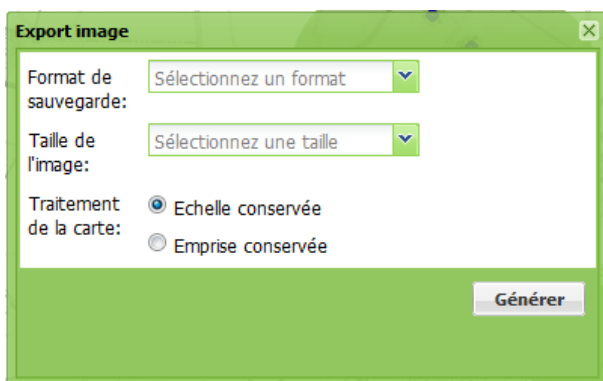 Export image
Format de
sauvegarde:
Sélectionnez un format
Taille de
l'image:
Sélectionnez une taille
Traitement
de la carte:
Echelle conservée
Emprise conservée
Générer